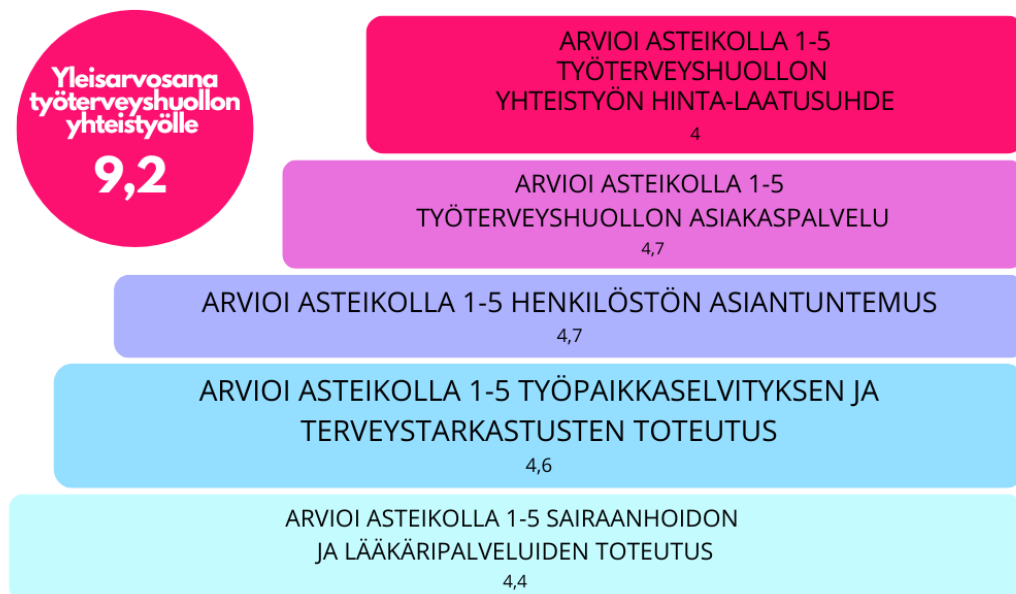 Yleisarvosana
työterveyshuollon
yhteistyölle
9,2
ARVIOI ASTEIKOLLA 1-5
TYÖTERVEYSHUOLLON
YHTEISTYÖN HINTA-LAATUSUHDE
4
ARVIOI ASTEIKOLLA 1-5
TYÖTERVEYSHUOLLON ASIAKASPALVELU
4,7
ARVIOI ASTEIKOLLA 1-5 HENKILÖSTÖN ASIANTUNTEMUS
4,7
ARVIOI ASTEIKOLLA 1-5 TYÖPAIKKASELVITYKSEN JA
TERVEYSTARKASTUSTEN TOTEUTUS
4,6
ARVIOI ASTEIKOLLA 1-5 SAIRAANHOIDON
JA LÄÄKÄRIPALVELUIDEN TOTEUTUS
4,4